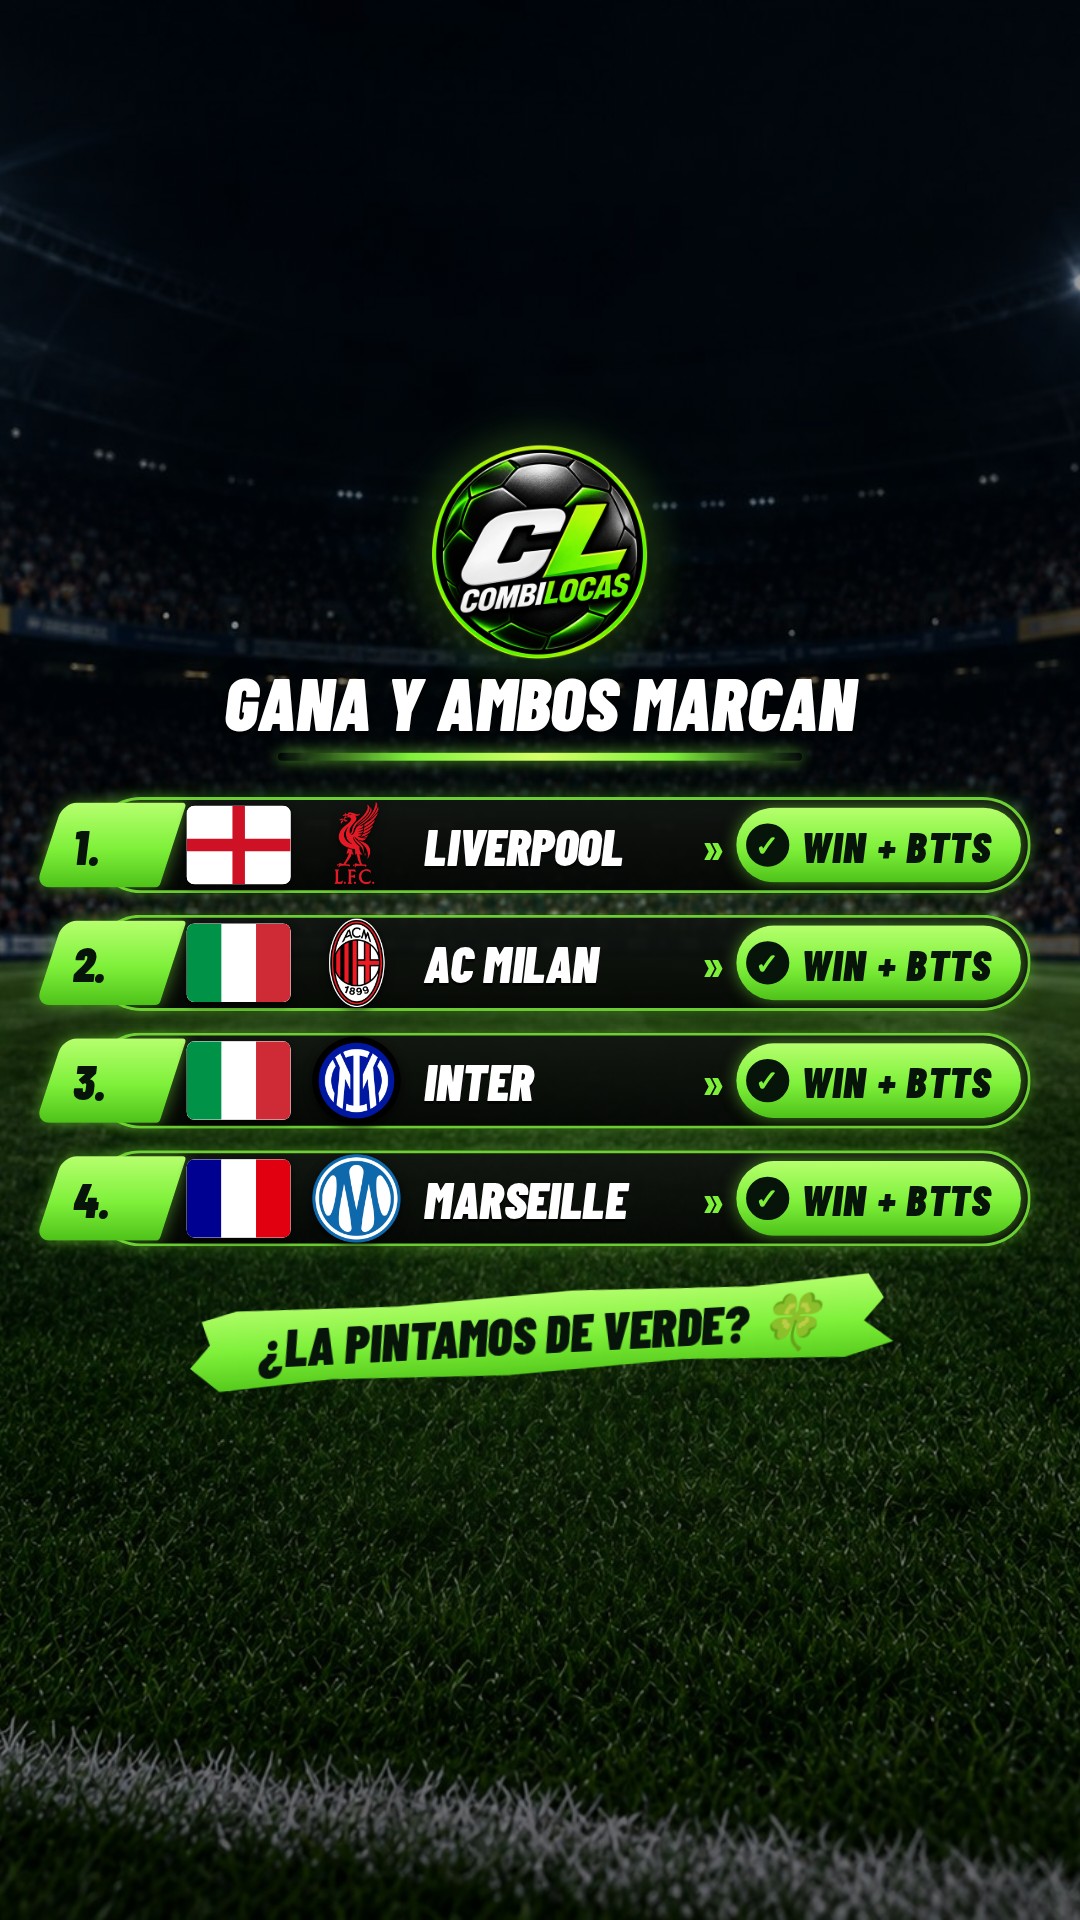 CL
COMBILOCAS
GANA Y AMBOS MARCAN
1. L.F.C. LIVERPOOL » ✓ WIN + BTTS
2. ACM 1899 AC MILAN » ✓ WIN + BTTS
3. INTER » ✓ WIN + BTTS
4. M MARSEILLE » ✓ WIN + BTTS
¿LA PINTAMOS DE VERDE? 🍀